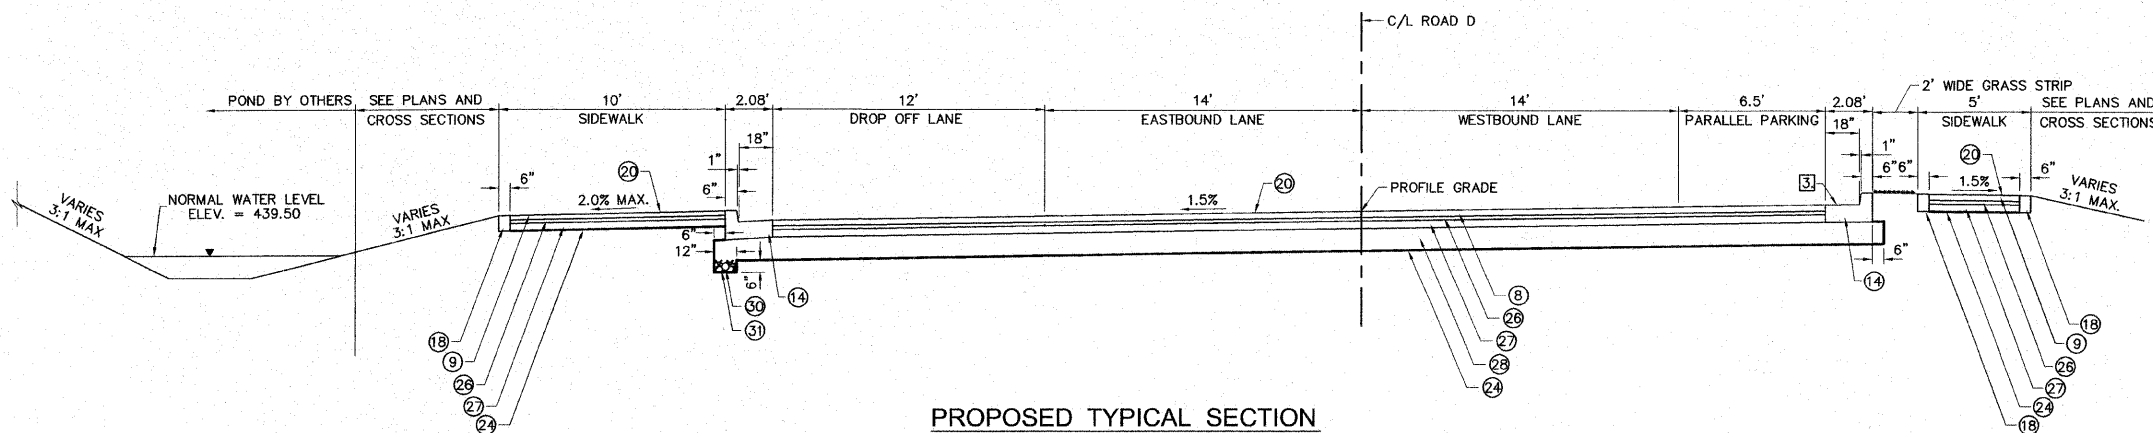 C/L ROAD D
2' WIDE GRASS STRIP
POND BY OTHERS
SEE PLANS AND
CROSS SECTIONS
10'
SIDEWALK
2.08'
12'
DROP OFF LANE
14'
EASTBOUND LANE
14'
WESTBOUND LANE
6.5'
PARALLEL PARKING
2.08'
5'
SIDEWALK
SEE PLANS AND
CROSS SECTIONS
18"
1"
6"
18"
1"
6"
6"
6"
6"
20
20
20
3
VARIES
3:1 MAX
NORMAL WATER LEVEL
ELEV. = 439.50
VARIES
3:1 MAX
2.0% MAX.
1.5%
PROFILE GRADE
1.5%
VARIES
3:1 MAX.
6"
12"
6"
6"
14
30
31
14
18
9
26
27
24
8
26
27
28
24
18
9
26
27
24
18
PROPOSED TYPICAL SECTION